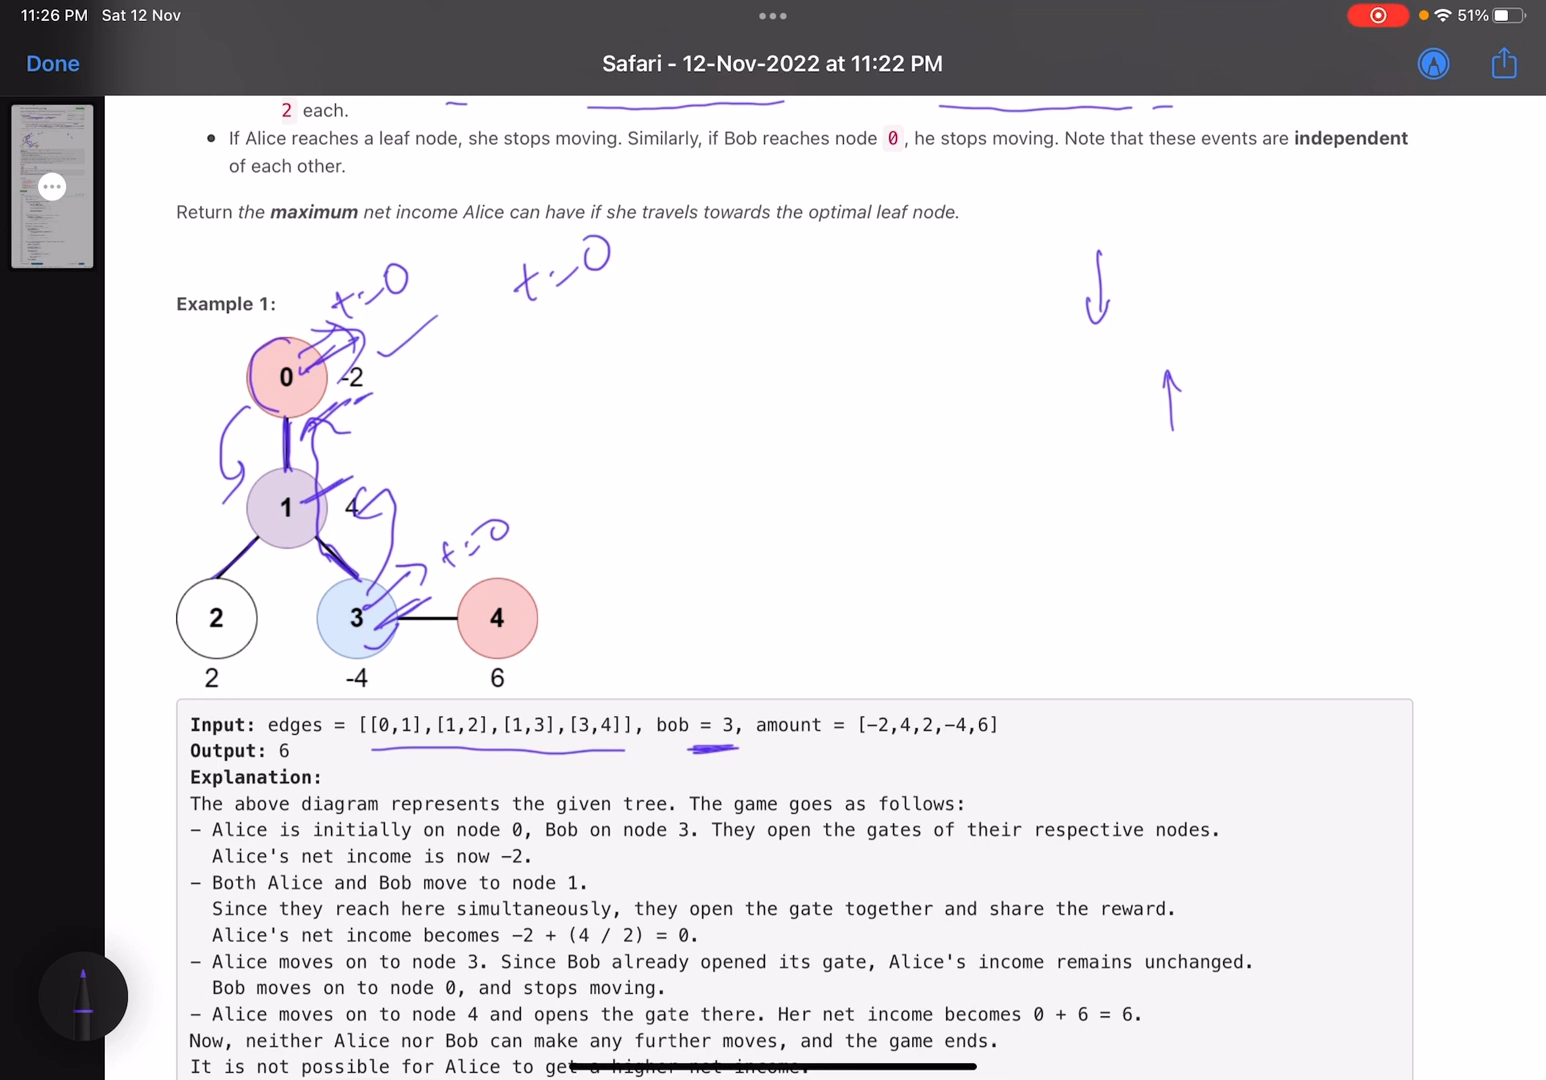 11:26 PM Sat 12 Nov
51%
Done
Safari - 12-Nov-2022 at 11:22 PM
2 each.
• If Alice reaches a leaf node, she stops moving. Similarly, if Bob reaches node 0, he stops moving. Note that these events are independent
of each other.
Return the maximum net income Alice can have if she travels towards the optimal leaf node.
t=0
t=0
Example 1:
0
-2
1
4
t=0
2
3
4
2
-4
6
Input: edges = [[0,1],[1,2],[1,3],[3,4]], bob = 3, amount = [-2,4,2,-4,6]
Output: 6
Explanation:
The above diagram represents the given tree. The game goes as follows:
- Alice is initially on node 0, Bob on node 3. They open the gates of their respective nodes.
Alice's net income is now -2.
- Both Alice and Bob move to node 1.
Since they reach here simultaneously, they open the gate together and share the reward.
Alice's net income becomes -2 + (4 / 2) = 0.
- Alice moves on to node 3. Since Bob already opened its gate, Alice's income remains unchanged.
Bob moves on to node 0, and stops moving.
- Alice moves on to node 4 and opens the gate there. Her net income becomes 0 + 6 = 6.
Now, neither Alice nor Bob can make any further moves, and the game ends.
It is not possible for Alice to get a higher net income.